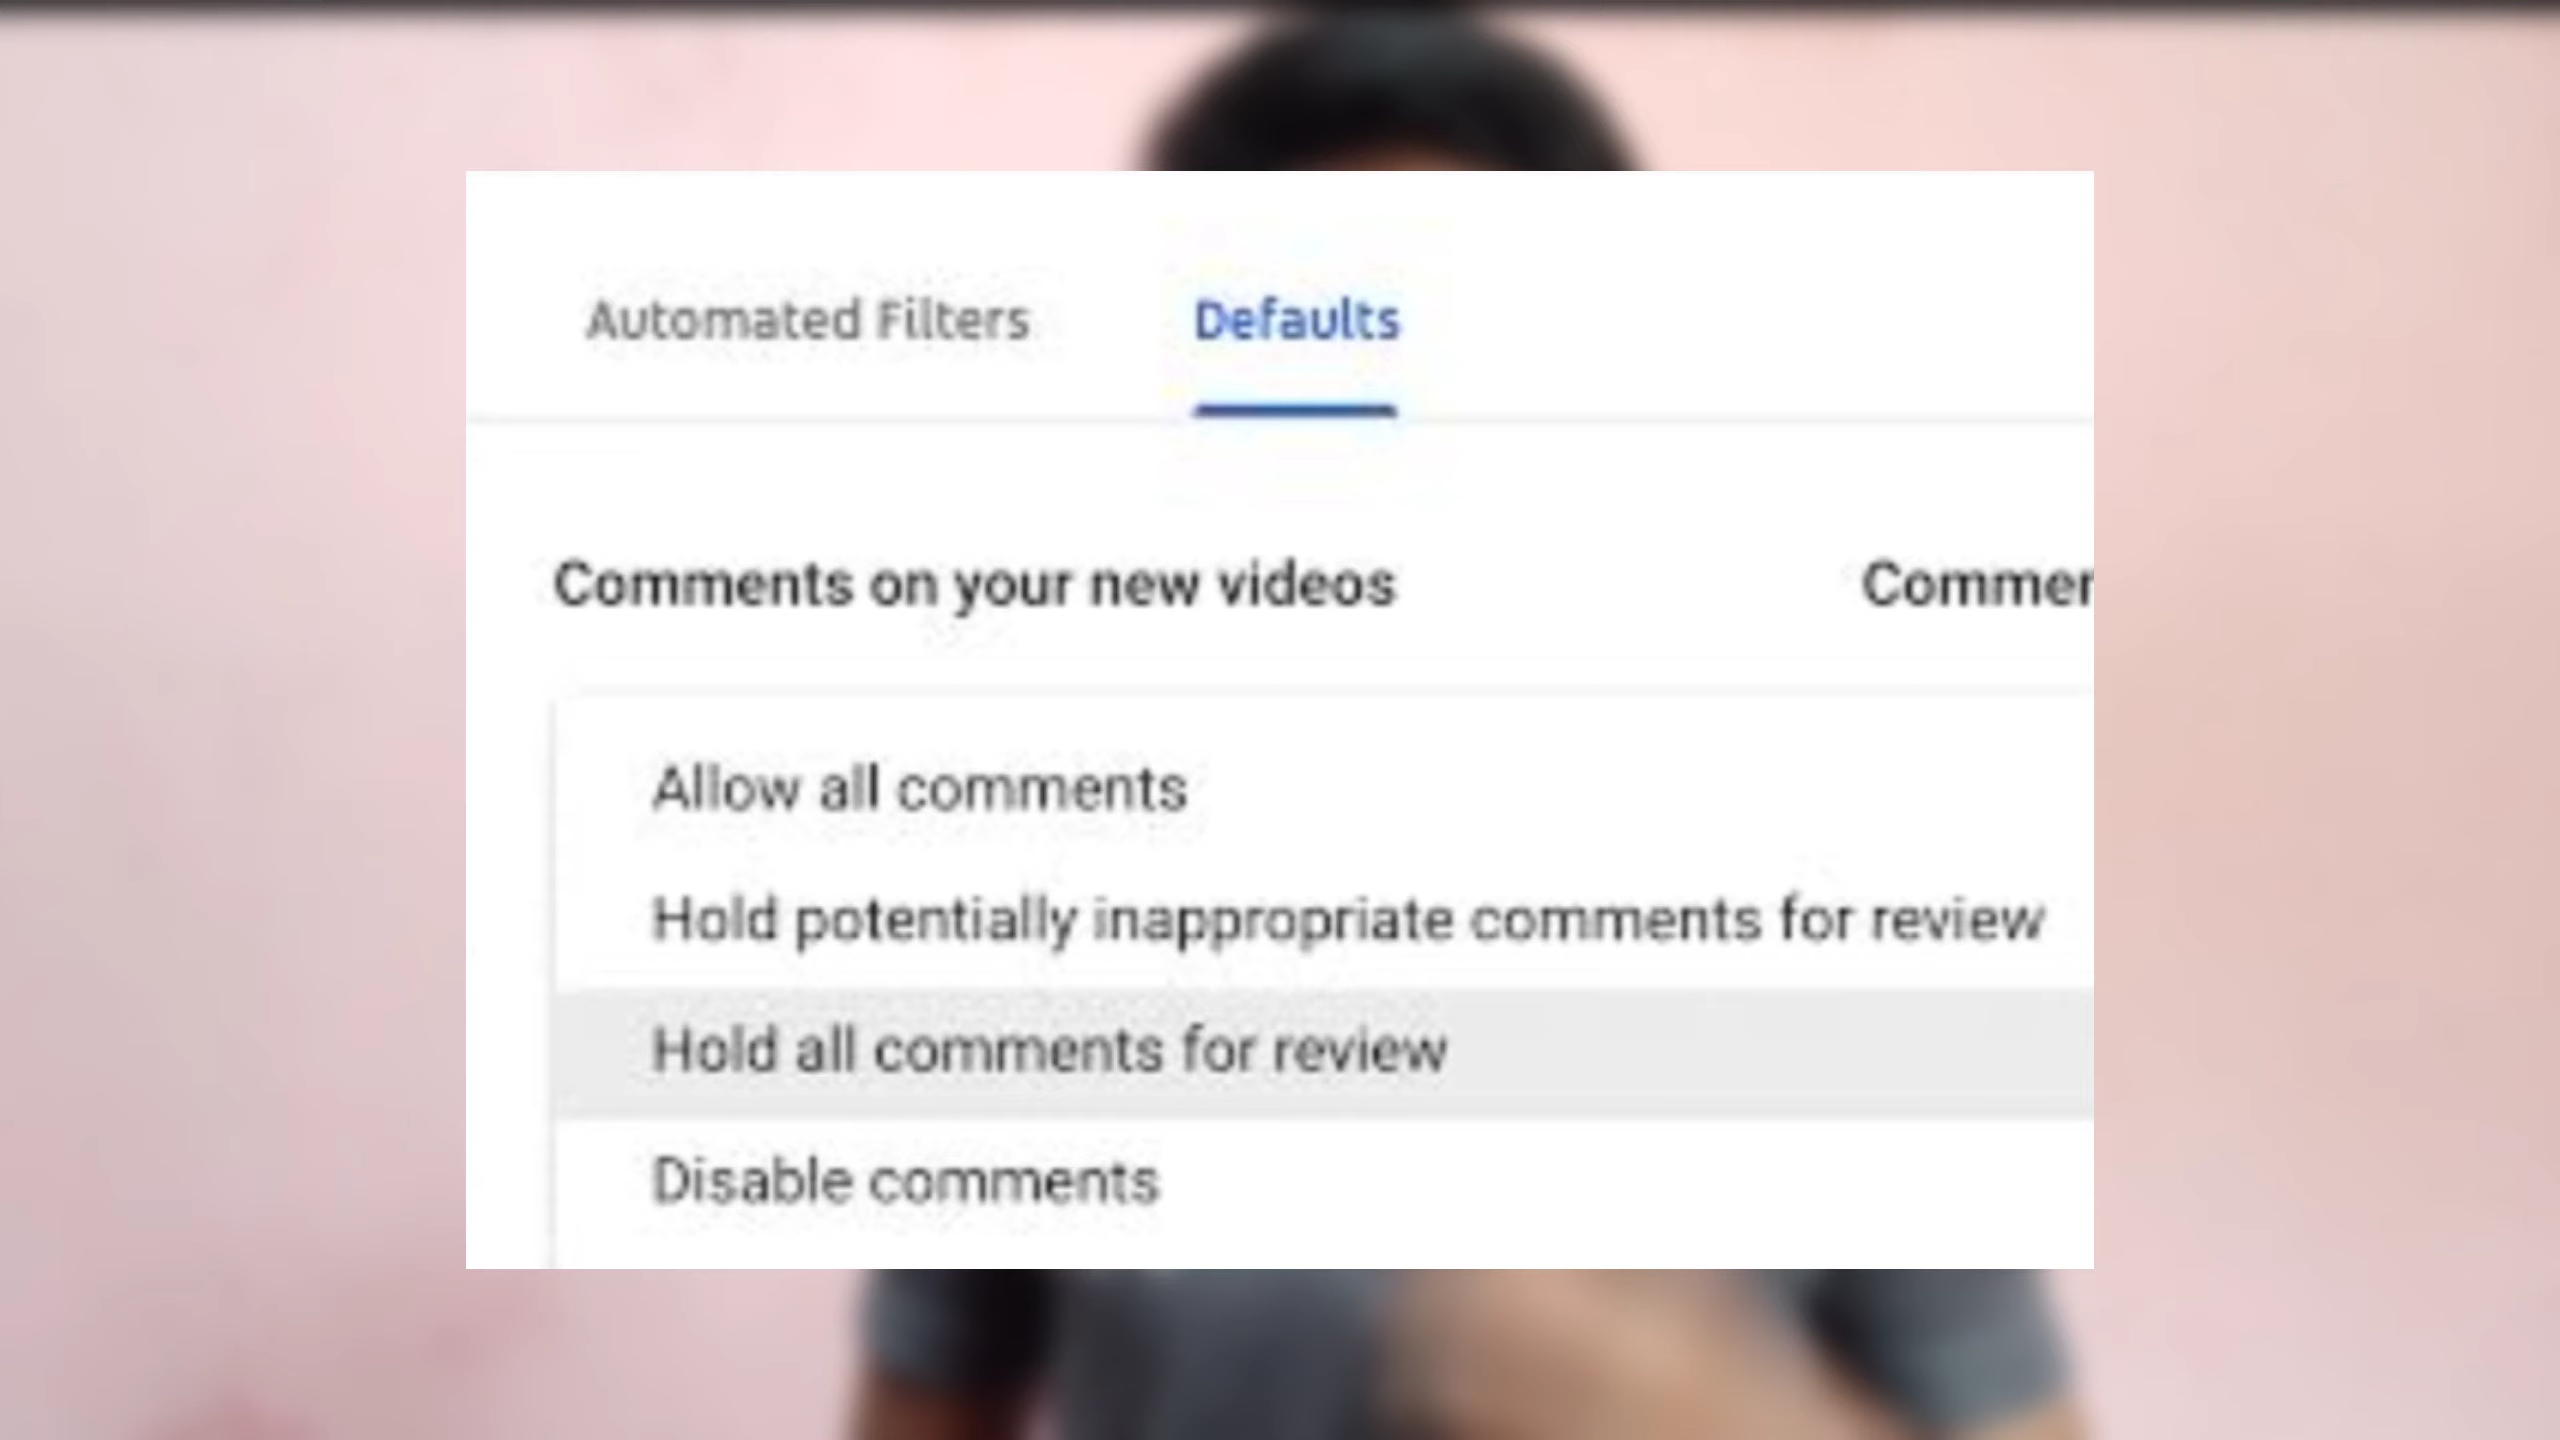 Automated Filters Defaults
Comments on your new videos Commer
Allow all comments
Hold potentially inappropriate comments for review
Hold all comments for review
Disable comments